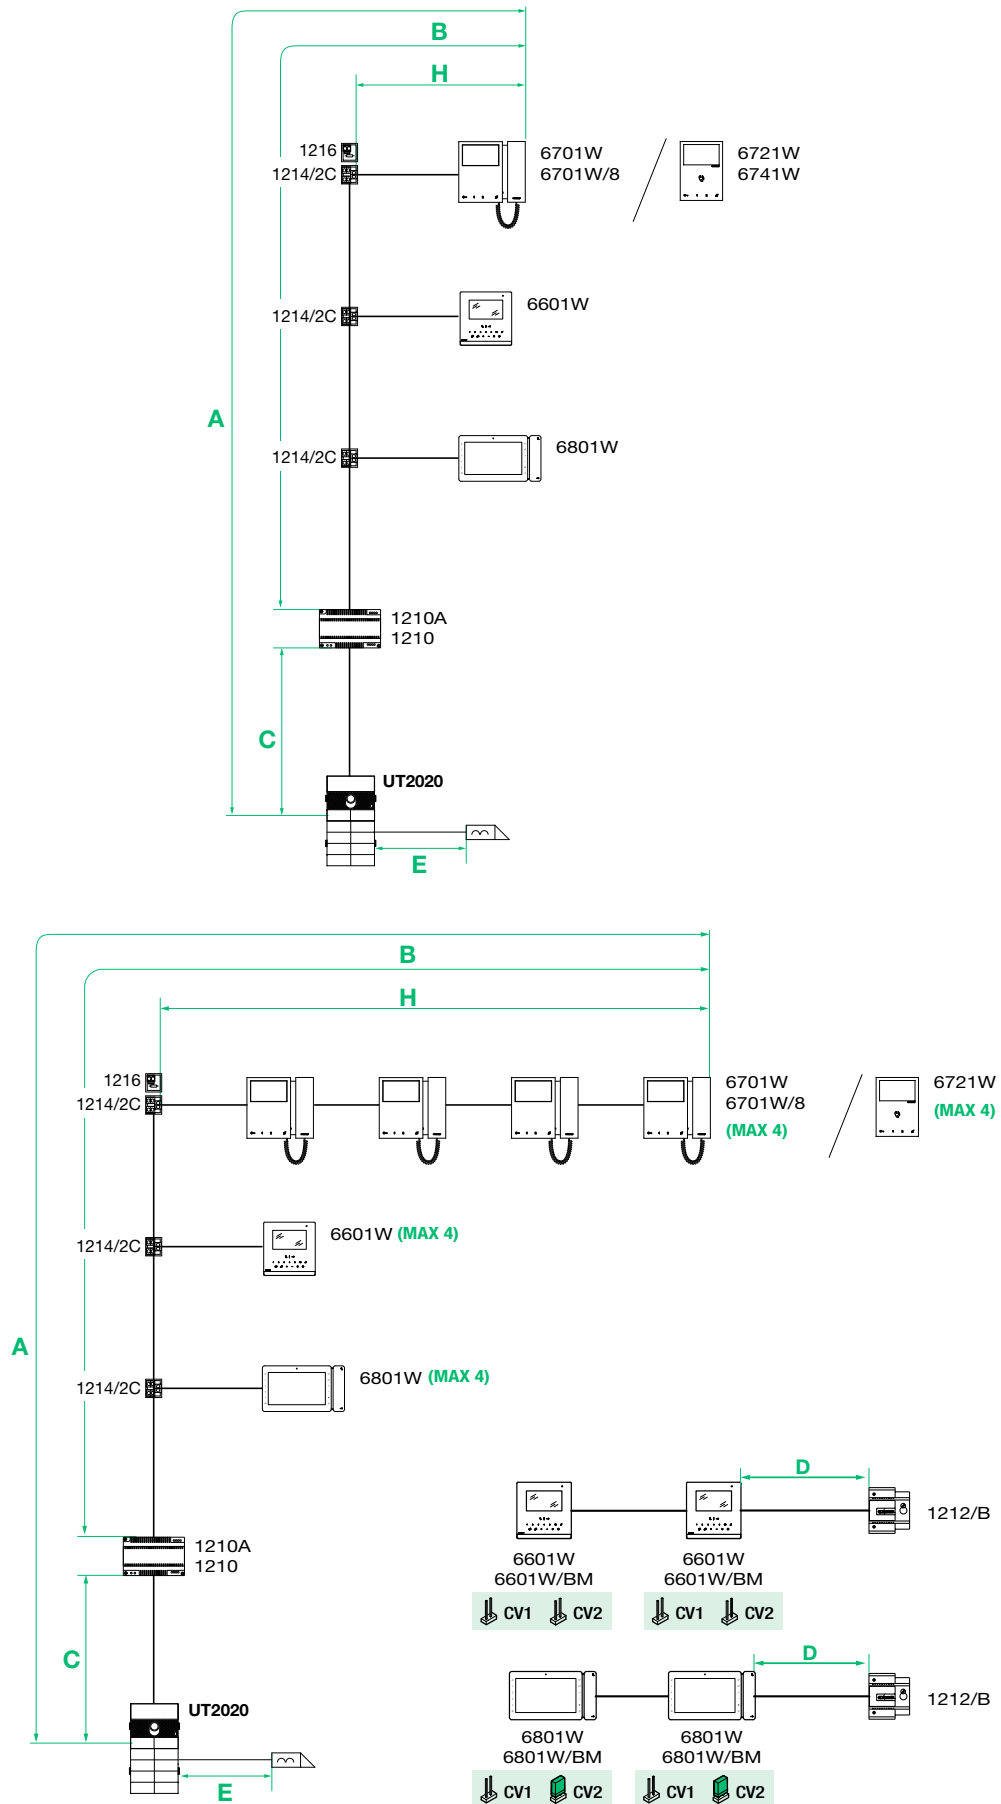 B
H
1216
1214/2C
6701W
6701W/8
6721W
6741W
1214/2C
6601W
A
1214/2C
6801W
1210A
1210
C
UT2020
E
B
H
1216
1214/2C
6701W
6701W/8
(MAX 4)
6721W
(MAX 4)
1214/2C
6601W (MAX 4)
A
1214/2C
6801W (MAX 4)
D
1212/B
1210A
1210
6601W
6601W/BM
CV1 CV2
6601W
6601W/BM
CV1 CV2
C
D
1212/B
UT2020
6801W
6801W/BM
CV1 CV2
6801W
6801W/BM
CV1 CV2
E